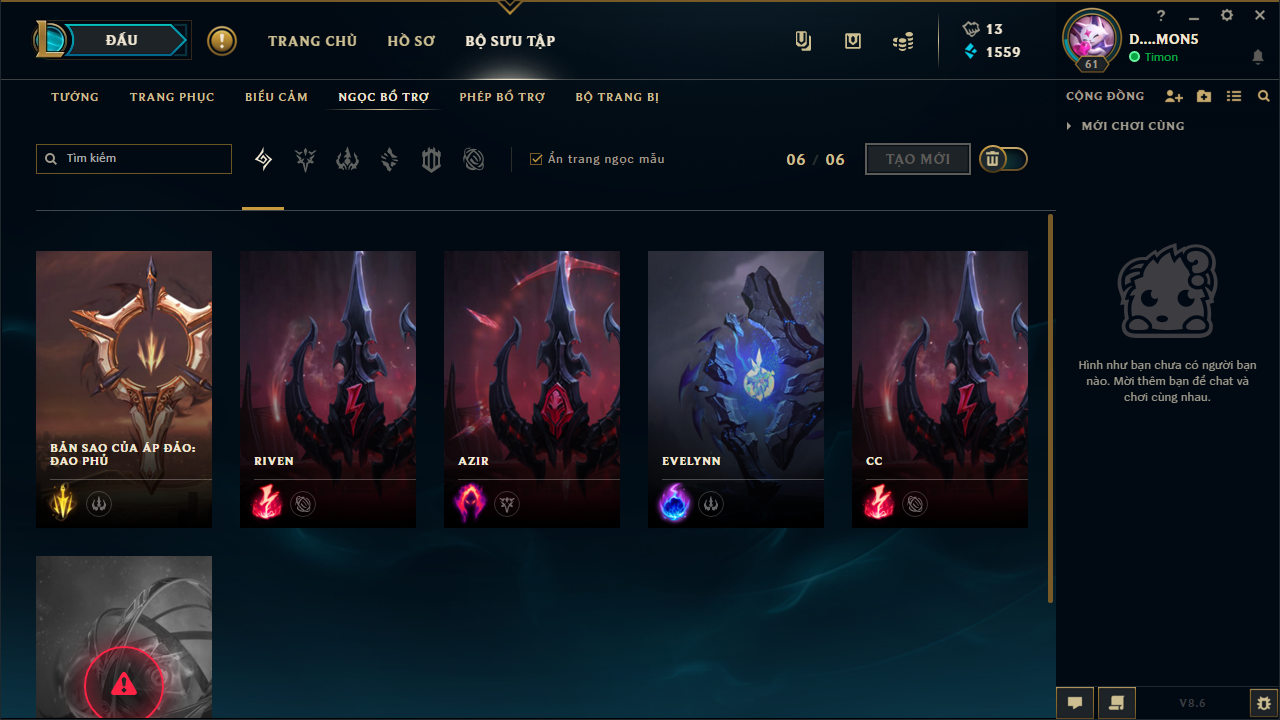 ĐẤU
!
TRANG CHỦ
HỒ SƠ
BỘ SƯU TẬP
13
1559
61
?
D....MON5
Timon
TƯỚNG
TRANG PHỤC
BIỂU CẢM
NGỌC BỔ TRỢ
PHÉP BỔ TRỢ
BỘ TRANG BỊ
CỘNG ĐỒNG
MỚI CHƠI CÙNG
Tìm kiếm
Ẩn trang ngọc mẫu
06 / 06
TẠO MỚI
BẢN SAO CỦA ÁP ĐẢO:
ĐAO PHỦ
RIVEN
AZIR
EVELYNN
CC
Hình như bạn chưa có người bạn
nào. Mời thêm bạn để chat và
chơi cùng nhau.
V8.6